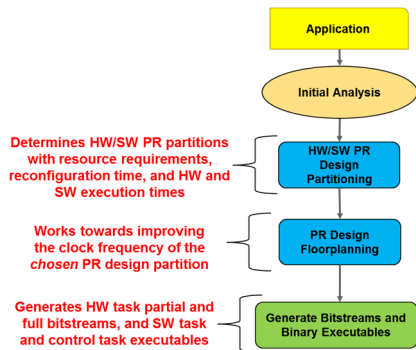 Application
Initial Analysis
Determines HW/SW PR partitions
with resource requirements,
reconfiguration time, and HW and
SW execution times
HW/SW PR
Design
Partitioning
Works towards improving
the clock frequency of the
chosen PR design partition
PR Design
Floorplanning
Generates HW task partial and
full bitstreams, and SW task
and control task executables
Generate Bitstreams and
Binary Executables